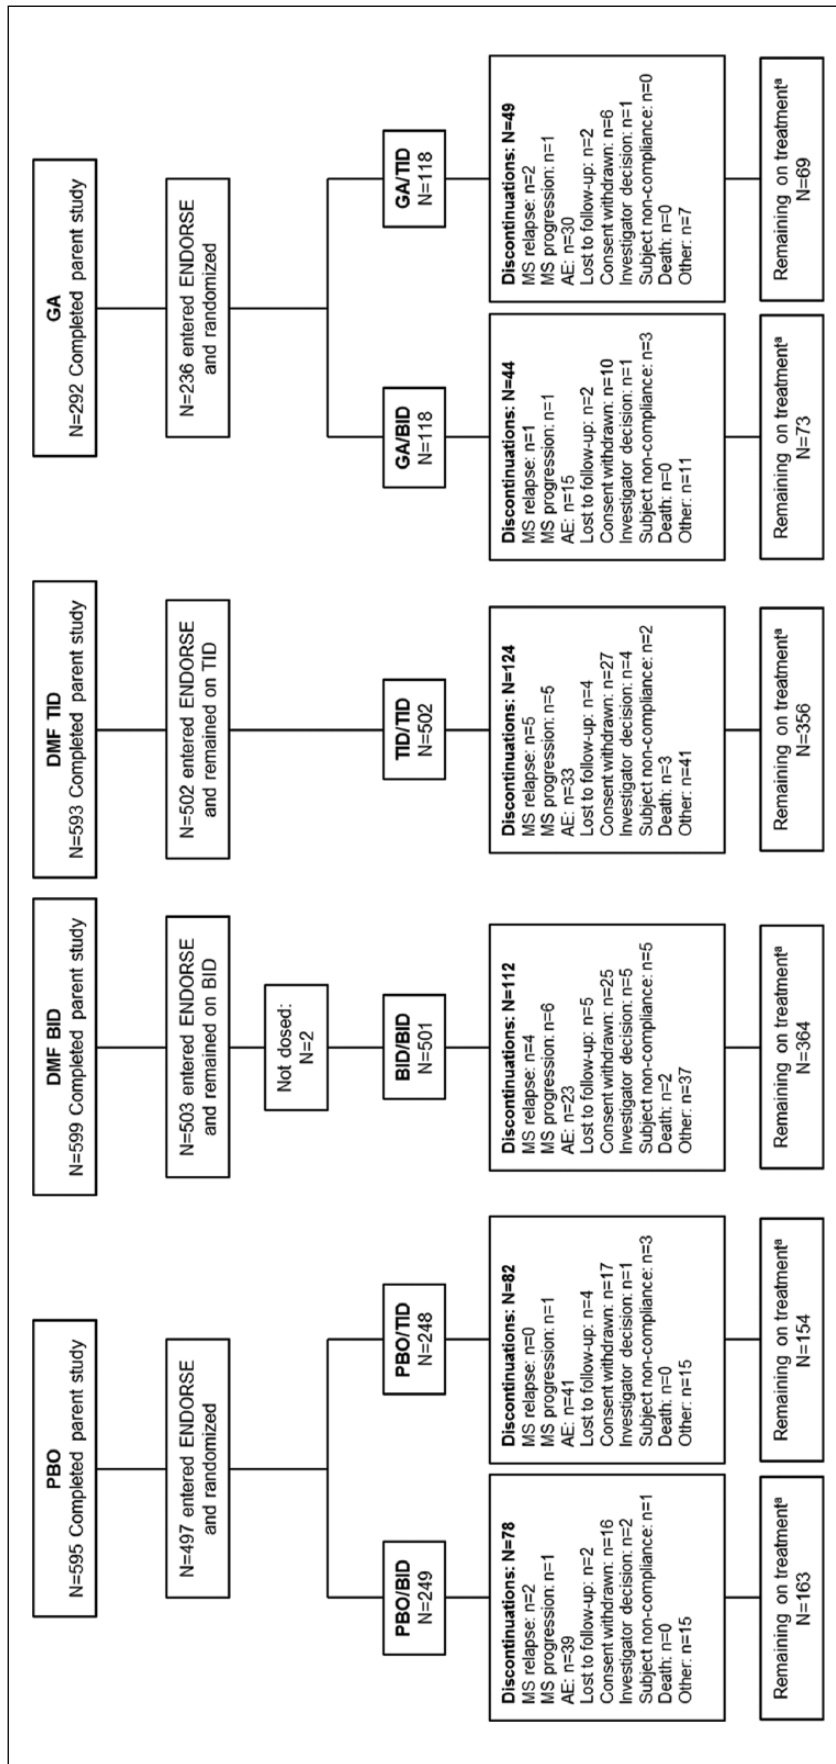 PBO
N=595 Completed parent study
N=497 entered ENDORSE
and randomized
PBO/BID
N=249
Discontinuations: N=78
MS relapse: n=2
MS progression: n=1
AE: n=39
Lost to follow-up: n=2
Consent withdrawn: n=16
Investigator decision: n=2
Subject non-compliance: n=1
Death: n=0
Other: n=15
Remaining on treatmentᵃ
N=163
PBO/TID
N=248
Discontinuations: N=82
MS relapse: n=0
MS progression: n=1
AE: n=41
Lost to follow-up: n=4
Consent withdrawn: n=17
Investigator decision: n=1
Subject non-compliance: n=3
Death: n=0
Other: n=15
Remaining on treatmentᵃ
N=154
DMF BID
N=599 Completed parent study
N=503 entered ENDORSE
and remained on BID
Not dosed:
N=2
BID/BID
N=501
Discontinuations: N=112
MS relapse: n=4
MS progression: n=6
AE: n=23
Lost to follow-up: n=5
Consent withdrawn: n=25
Investigator decision: n=5
Subject non-compliance: n=5
Death: n=2
Other: n=37
Remaining on treatmentᵃ
N=364
DMF TID
N=593 Completed parent study
N=502 entered ENDORSE
and remained on TID
TID/TID
N=502
Discontinuations: N=124
MS relapse: n=5
MS progression: n=5
AE: n=33
Lost to follow-up: n=4
Consent withdrawn: n=27
Investigator decision: n=4
Subject non-compliance: n=2
Death: n=3
Other: n=41
Remaining on treatmentᵃ
N=356
GA
N=292 Completed parent study
N=236 entered ENDORSE
and randomized
GA/BID
N=118
Discontinuations: N=44
MS relapse: n=1
MS progression: n=1
AE: n=15
Lost to follow-up: n=2
Consent withdrawn: n=10
Investigator decision: n=1
Subject non-compliance: n=3
Death: n=0
Other: n=11
Remaining on treatmentᵃ
N=73
GA/TID
N=118
Discontinuations: N=49
MS relapse: n=2
MS progression: n=1
AE: n=30
Lost to follow-up: n=2
Consent withdrawn: n=6
Investigator decision: n=1
Subject non-compliance: n=0
Death: n=0
Other: n=7
Remaining on treatmentᵃ
N=69